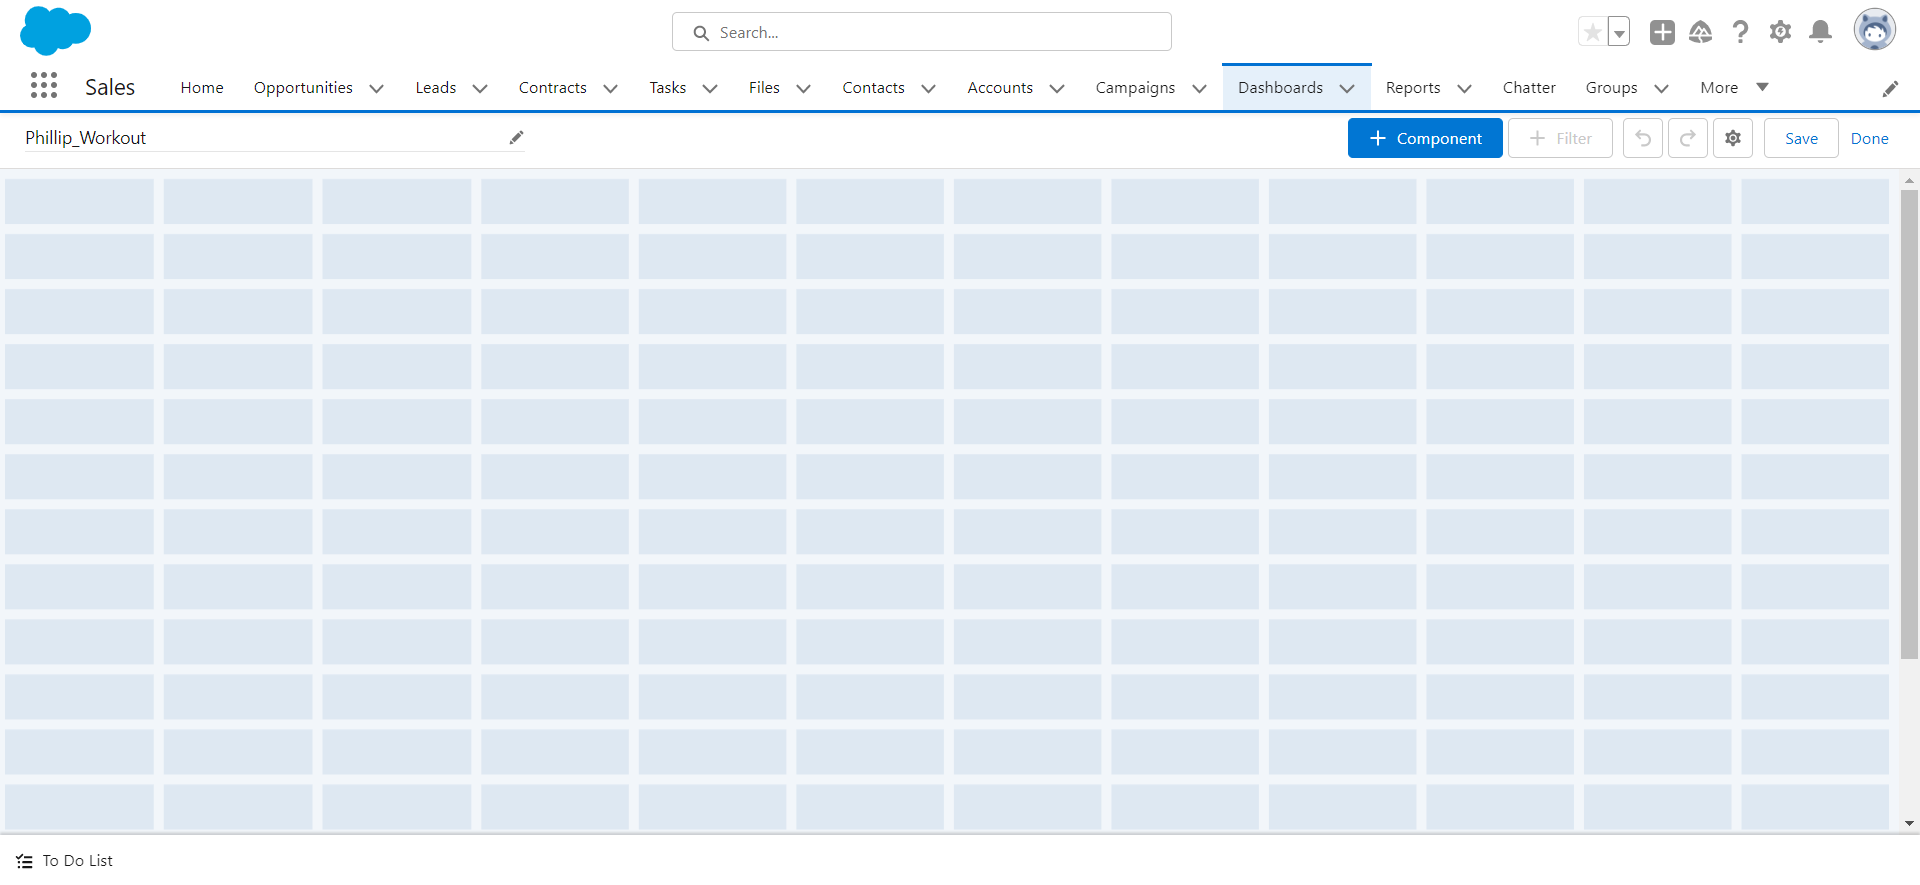 Search...
Sales
Home
Opportunities
Leads
Contracts
Tasks
Files
Contacts
Accounts
Campaigns
Dashboards
Reports
Chatter
Groups
More
Phillip_Workout
Component
Filter
Save
Done
To Do List